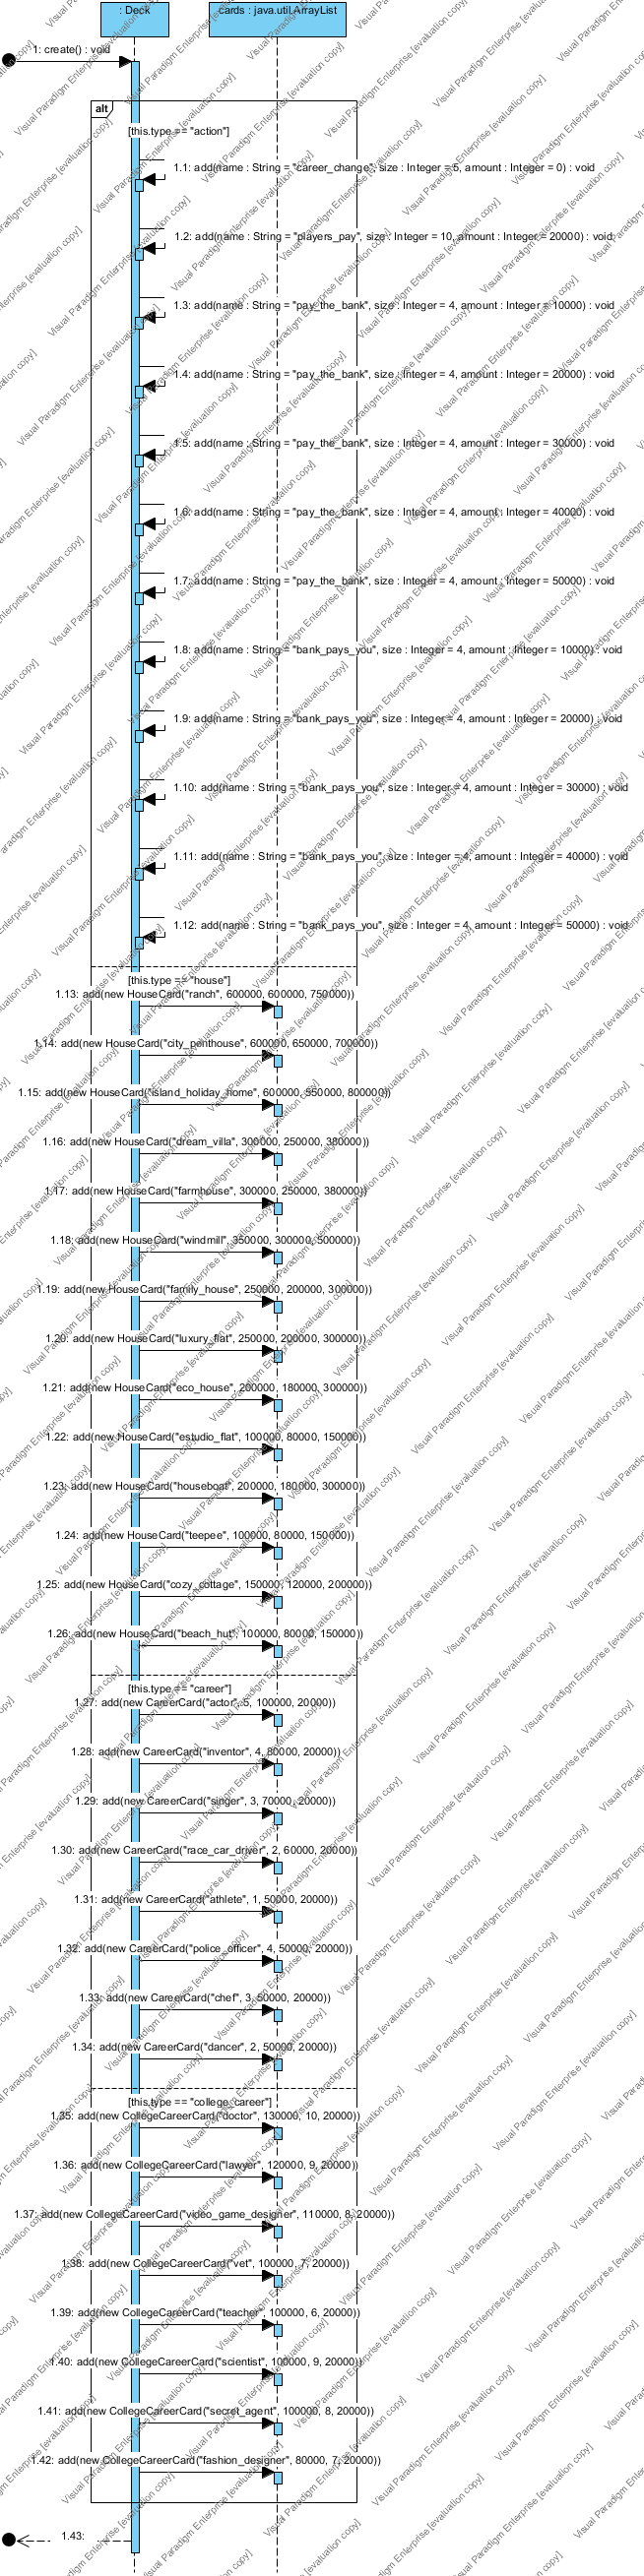 : Deck
cards : java.util.ArrayList
1: create() : void
alt
[this.type == "action"]
1.1: add(name : String = "career_change", size : Integer = 5, amount : Integer = 0) : void
1.2: add(name : String = "players_pay", size : Integer = 10, amount : Integer = 20000) : void
1.3: add(name : String = "pay_the_bank", size : Integer = 4, amount : Integer = 10000) : void
1.4: add(name : String = "pay_the_bank", size : Integer = 4, amount : Integer = 20000) : void
1.5: add(name : String = "pay_the_bank", size : Integer = 4, amount : Integer = 30000) : void
1.6: add(name : String = "pay_the_bank", size : Integer = 4, amount : Integer = 40000) : void
1.7: add(name : String = "pay_the_bank", size : Integer = 4, amount : Integer = 50000) : void
1.8: add(name : String = "bank_pays_you", size : Integer = 4, amount : Integer = 10000) : void
1.9: add(name : String = "bank_pays_you", size : Integer = 4, amount : Integer = 20000) : void
1.10: add(name : String = "bank_pays_you", size : Integer = 4, amount : Integer = 30000) : void
1.11: add(name : String = "bank_pays_you", size : Integer = 4, amount : Integer = 40000) : void
1.12: add(name : String = "bank_pays_you", size : Integer = 4, amount : Integer = 50000) : void
[this.type == "house"]
1.13: add(new HouseCard("ranch", 600000, 600000, 750000))
1.14: add(new HouseCard("city_penthouse", 600000, 650000, 700000))
1.15: add(new HouseCard("island_holiday_home", 600000, 550000, 800000))
1.16: add(new HouseCard("dream_villa", 300000, 250000, 380000))
1.17: add(new HouseCard("farmhouse", 300000, 250000, 380000))
1.18: add(new HouseCard("windmill", 350000, 300000, 500000))
1.19: add(new HouseCard("family_house", 250000, 200000, 300000))
1.20: add(new HouseCard("luxury_flat", 250000, 200000, 300000))
1.21: add(new HouseCard("eco_house", 200000, 180000, 300000))
1.22: add(new HouseCard("estudio_flat", 100000, 80000, 150000))
1.23: add(new HouseCard("houseboat", 200000, 180000, 300000))
1.24: add(new HouseCard("teepee", 100000, 80000, 150000))
1.25: add(new HouseCard("cozy_cottage", 150000, 120000, 200000))
1.26: add(new HouseCard("beach_hut", 100000, 80000, 150000))
[this.type == "career"]
1.27: add(new CareerCard("actor", 5, 100000, 20000))
1.28: add(new CareerCard("inventor", 4, 80000, 20000))
1.29: add(new CareerCard("singer", 3, 70000, 20000))
1.30: add(new CareerCard("race_car_driver", 2, 60000, 20000))
1.31: add(new CareerCard("athlete", 1, 50000, 20000))
1.32: add(new CareerCard("police_officer", 4, 50000, 20000))
1.33: add(new CareerCard("chef", 3, 50000, 20000))
1.34: add(new CareerCard("dancer", 2, 50000, 20000))
[this.type == "college_career"]
1.35: add(new CollegeCareerCard("doctor", 130000, 10, 20000))
1.36: add(new CollegeCareerCard("lawyer", 120000, 9, 20000))
1.37: add(new CollegeCareerCard("video_game_designer", 110000, 8, 20000))
1.38: add(new CollegeCareerCard("vet", 100000, 7, 20000))
1.39: add(new CollegeCareerCard("teacher", 100000, 6, 20000))
1.40: add(new CollegeCareerCard("scientist", 100000, 9, 20000))
1.41: add(new CollegeCareerCard("secret_agent", 100000, 8, 20000))
1.42: add(new CollegeCareerCard("fashion_designer", 80000, 7, 20000))
1.43:
Visual Paradigm Enterprise [evaluation copy]